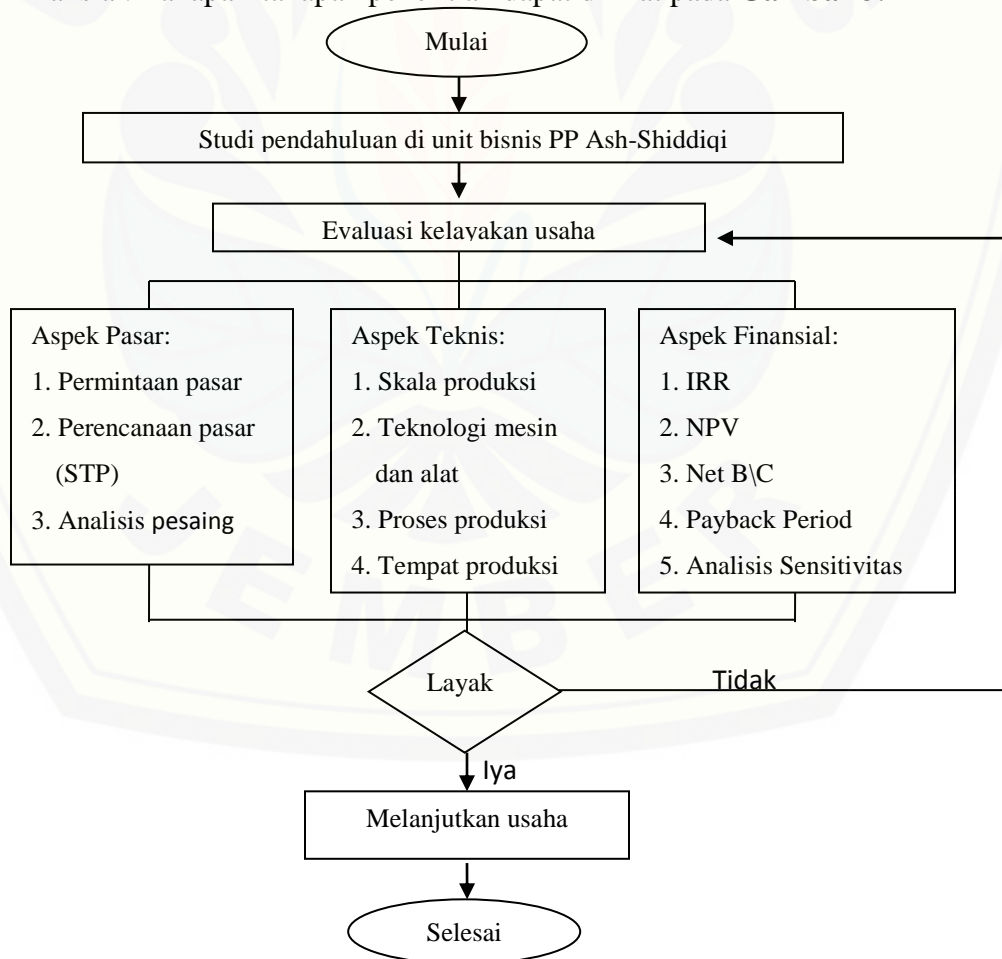 Mulai
Studi pendahuluan di unit bisnis PP Ash-Shiddiqi
Evaluasi kelayakan usaha
Aspek Pasar:
1. Permintaan pasar
2. Perencanaan pasar
(STP)
3. Analisis pesaing
Aspek Teknis:
1. Skala produksi
2. Teknologi mesin
dan alat
3. Proses produksi
4. Tempat produksi
Aspek Finansial:
1. IRR
2. NPV
3. Net B\C
4. Payback Period
5. Analisis Sensitivitas
Layak
Tidak
Iya
Melanjutkan usaha
Selesai
JEMBER